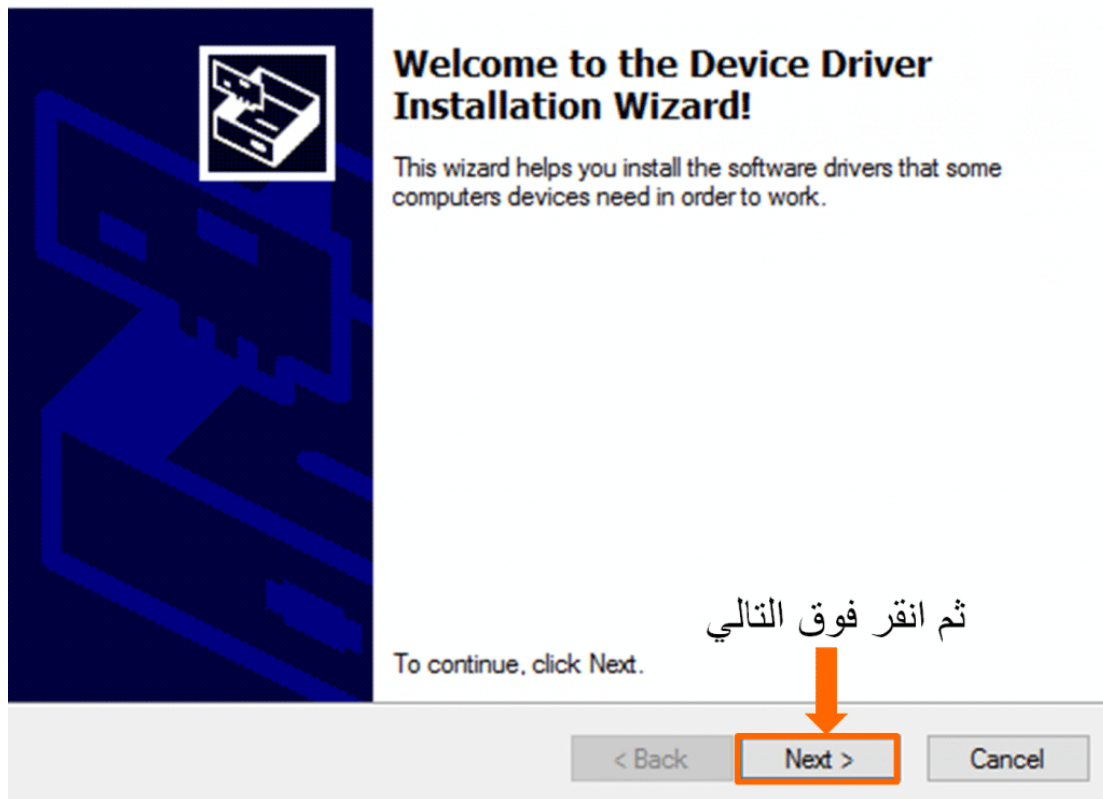 Welcome to the Device Driver
Installation Wizard!
This wizard helps you install the software drivers that some
computers devices need in order to work.
ثم انقر فوق التالي
To continue, click Next.
< Back
Next >
Cancel